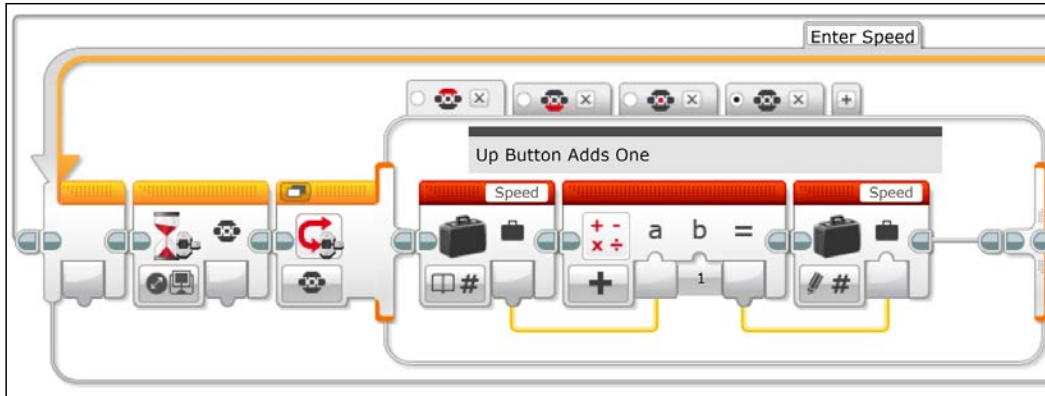 Enter Speed
Up Button Adds One
Speed
Speed
a b =
1
#
#